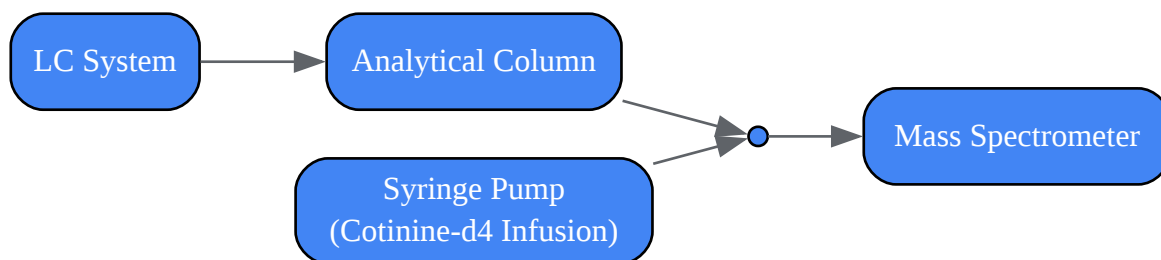 LC System
Analytical Column
Mass Spectrometer
Syringe Pump
(Cotinine-d4 Infusion)